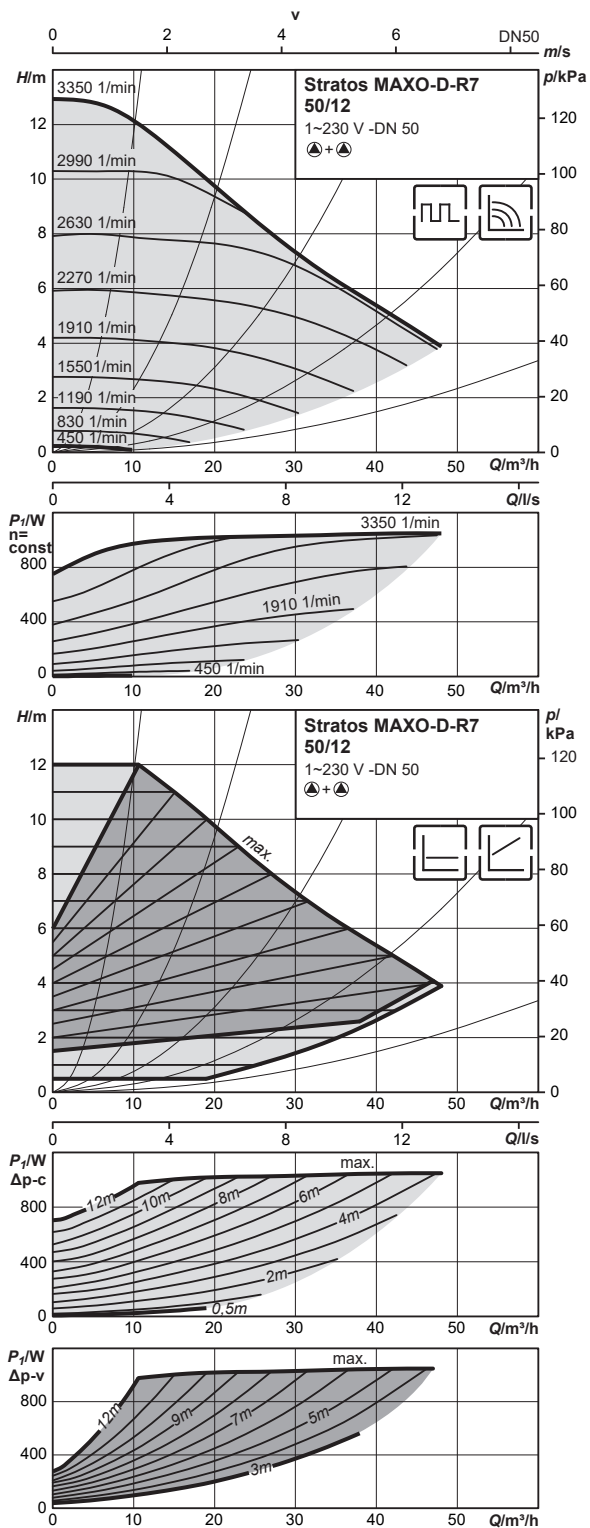 v
0 2 4 6 DN50
m/s
H/m
p/kPa
3350 1/min
Stratos MAXO-D-R7
50/12
1~230 V -DN 50
+
12
120
2990 1/min
10
100
2630 1/min
8
80
2270 1/min
6
60
1910 1/min
4
40
15501/min
1190 1/min
2
20
830 1/min
450 1/min
0
0
0 10 20 30 40 50 Q/m³/h
0 4 8 12 Q/l/s
P1/W
n=
const
3350 1/min
800
1910 1/min
400
450 1/min
0
0 10 20 30 40 50 Q/m³/h
H/m
p/
kPa
Stratos MAXO-D-R7
50/12
1~230 V -DN 50
+
12
120
10
100
max.
8
80
6
60
4
40
2
20
0
0
0 10 20 30 40 50 Q/m³/h
0 4 8 12 Q/l/s
P1/W
Δp-c
max.
12m 10m 8m 6m
800
4m
400
2m
0,5m
0
0 10 20 30 40 50 Q/m³/h
P1/W
Δp-v
max.
800
12m 9m 7m 5m
400
3m
0
0 10 20 30 40 50 Q/m³/h